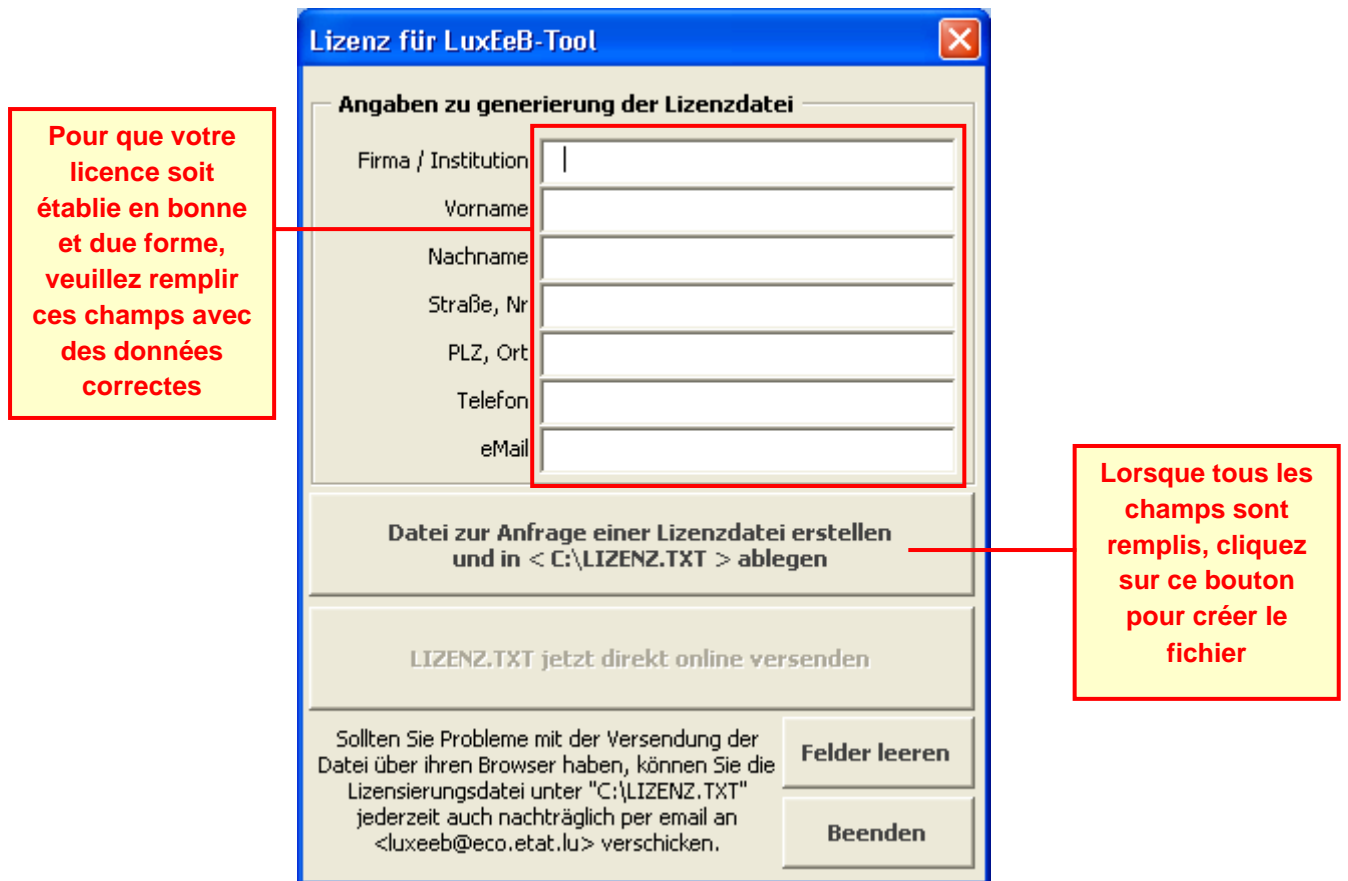 Lizenz für LuxEeB-Tool
Angaben zu generierung der Lizenzdatei
Pour que votre
licence soit
établie en bonne
et due forme,
veuillez remplir
ces champs avec
des données
correctes
Firma / Institution
Vorname
Nachname
Straße, Nr
PLZ, Ort
Telefon
eMail
Lorsque tous les
champs sont
remplis, cliquez
sur ce bouton
pour créer le
fichier
Datei zur Anfrage einer Lizenzdatei erstellen
und in < C:\LIZENZ.TXT > ablegen
LIZENZ.TXT jetzt direkt online versenden
Sollten Sie Probleme mit der Versendung der
Datei über ihren Browser haben, können Sie die
Lizensierungsdatei unter "C:\LIZENZ.TXT"
jederzeit auch nachträglich per email an
<luxeeb@eco.etat.lu> verschicken.
Felder leeren
Beenden